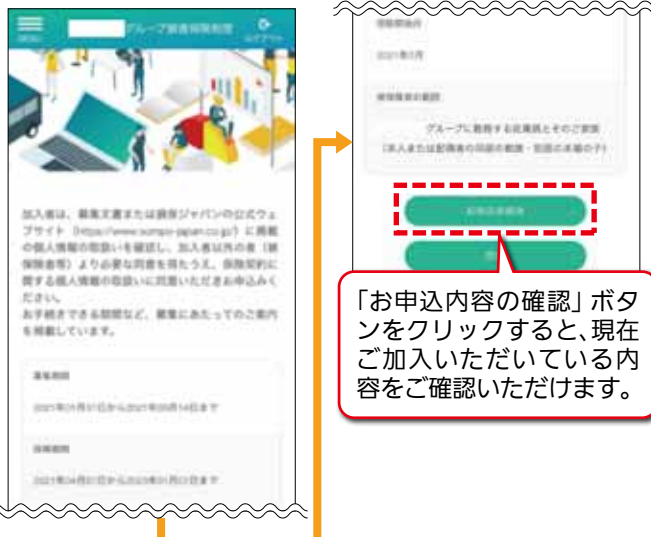 MENU
グループ損害保険制度
ログアウト
加入者は、募集文書または損保ジャパンの公式ウェ
ブサイト（https://www.sompo-japan.co.jp/）に掲載
の個人情報の取扱いを確認し、加入者以外の者（被
保険者等）より必要な同意を得たうえ、保険契約に
関する個人情報の取扱いに同意いただきお申込みく
ださい。
お手続きできる期間など、募集にあたってのご案内
を掲載しています。
募集期間
保険期間
2021年5月
被保険者の範囲
グループに勤務する従業員とそのご家族
（本人または配偶者の同居の親族・別居の未婚の子）
「お申込内容の確認」ボタ
ンをクリックすると、現在
ご加入いただいている内
容をご確認いただけます。